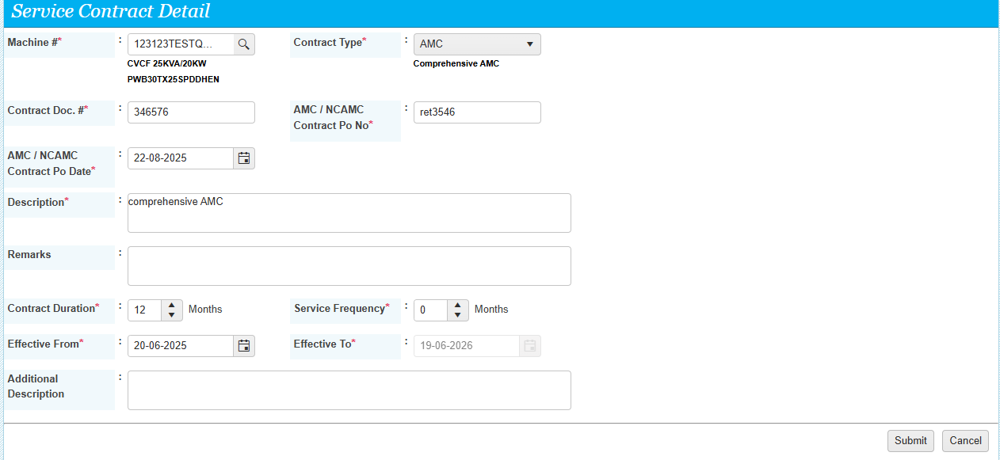 Service Contract Detail
Machine #* : 123123TESTQ... Contract Type* : AMC
CVCF 25KVA/20KW Comprehensive AMC
PWB30TX25SPDDHEN
Contract Doc. #* : 346576 AMC / NCAMC Contract Po No* : ret3546
AMC / NCAMC
Contract Po Date* : 22-08-2025
Description* : comprehensive AMC
Remarks :
Contract Duration* : 12 Months Service Frequency* : 0 Months
Effective From* : 20-06-2025 Effective To* : 19-06-2026
Additional
Description :
Submit Cancel